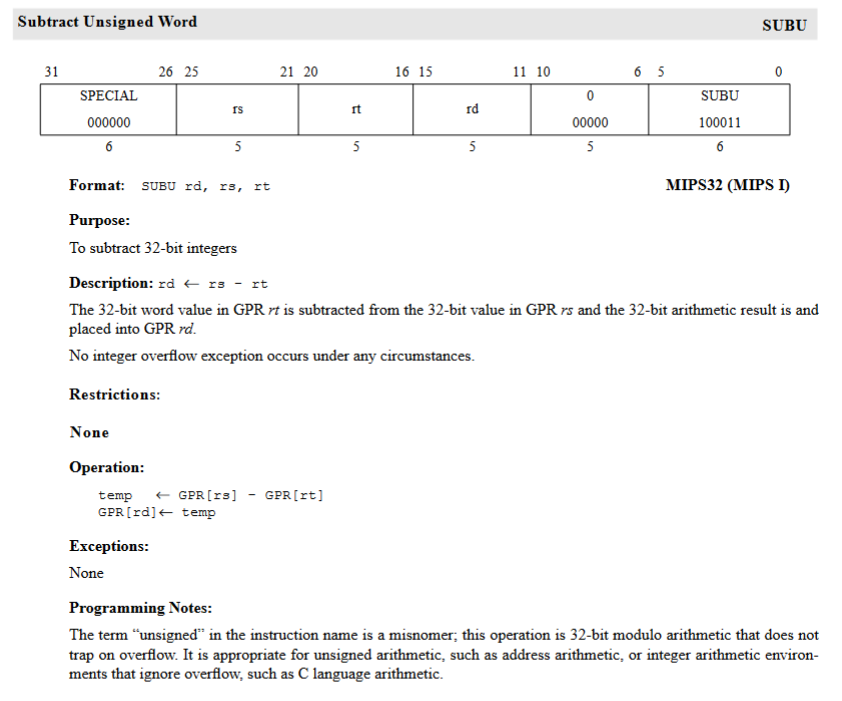 Subtract Unsigned Word SUBU
31 26 25 21 20 16 15 11 10 6 5 0
SPECIAL rs rt rd 0 SUBU
000000 00000 100011
6 5 5 5 5 6
Format: SUBU rd, rs, rt MIPS32 (MIPS I)
Purpose:
To subtract 32-bit integers
Description: rd ← rs - rt
The 32-bit word value in GPR rt is subtracted from the 32-bit value in GPR rs and the 32-bit arithmetic result is and
placed into GPR rd.
No integer overflow exception occurs under any circumstances.
Restrictions:
None
Operation:
temp ← GPR[rs] - GPR[rt]
GPR[rd]← temp
Exceptions:
None
Programming Notes:
The term “unsigned” in the instruction name is a misnomer; this operation is 32-bit modulo arithmetic that does not
trap on overflow. It is appropriate for unsigned arithmetic, such as address arithmetic, or integer arithmetic environ-
ments that ignore overflow, such as C language arithmetic.